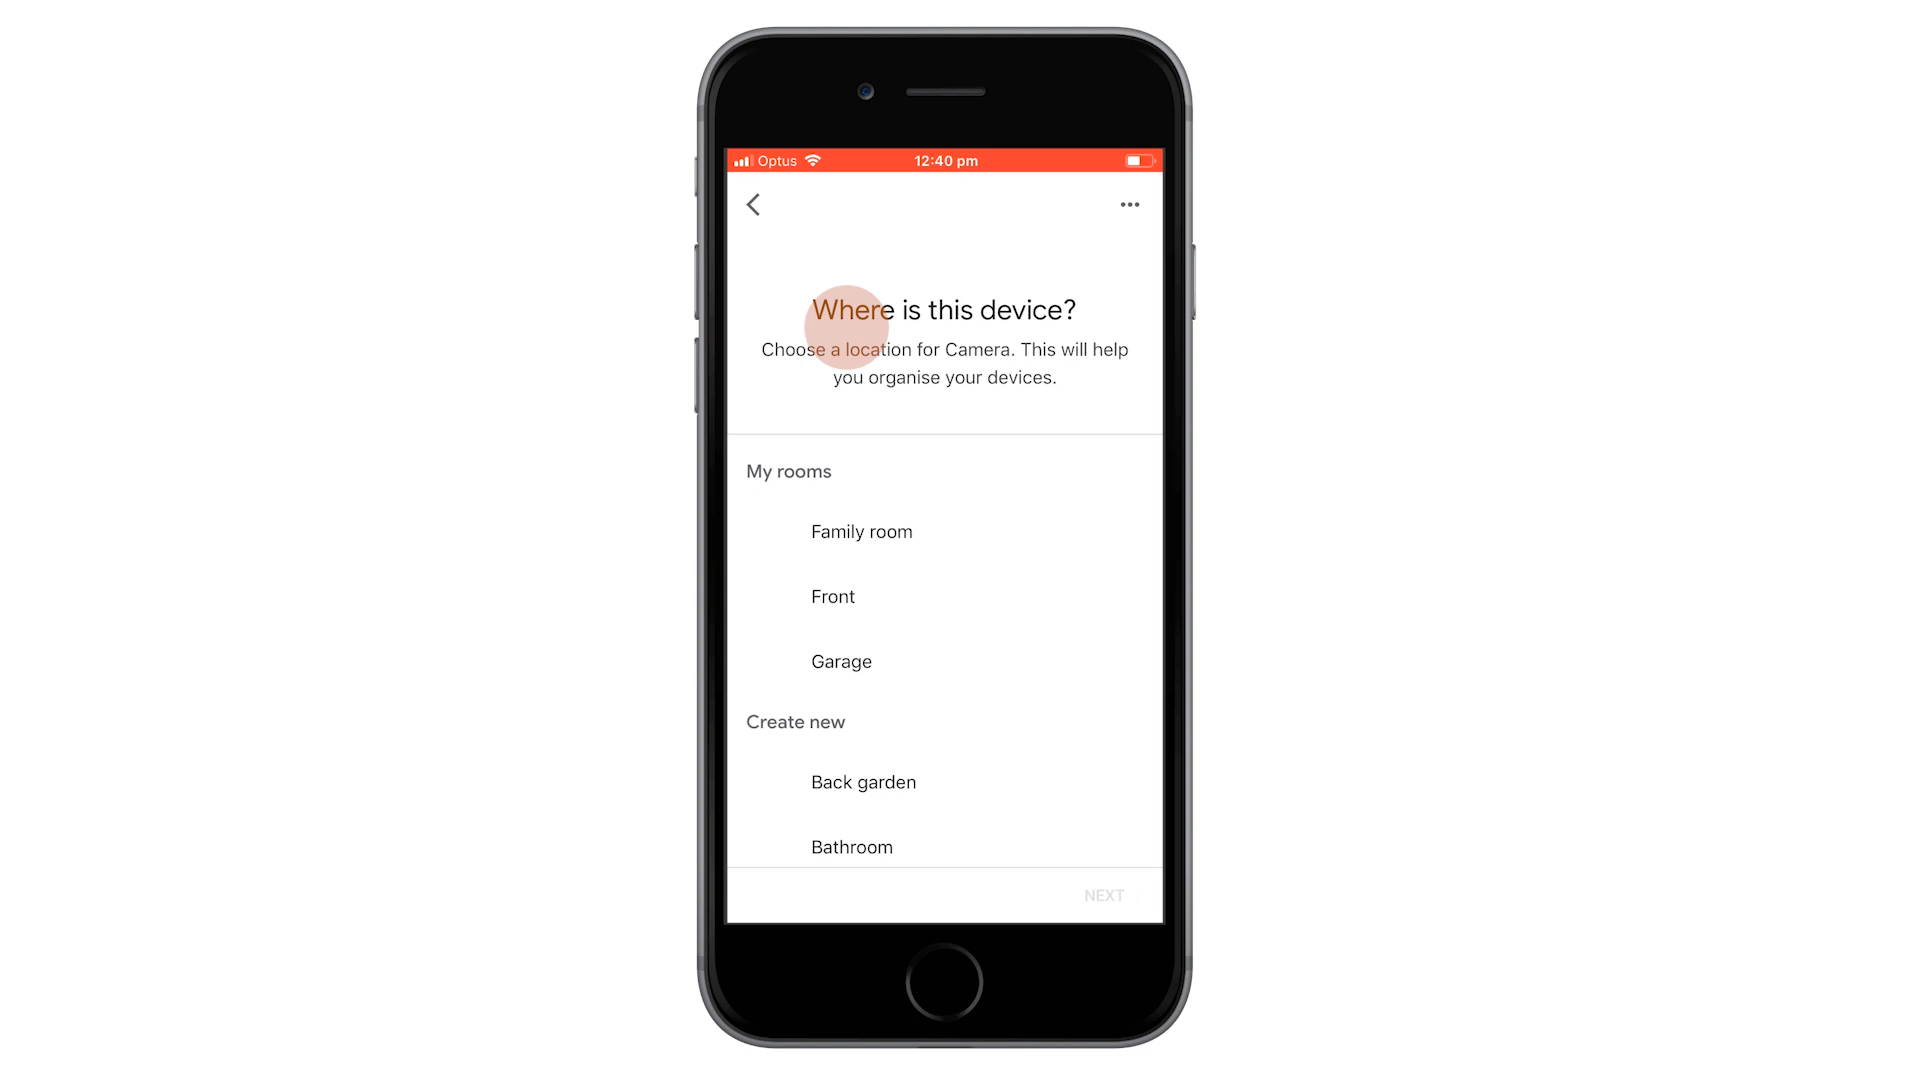 Optus 12:40 pm
Where is this device?
Choose a location for Camera. This will help
you organise your devices.
My rooms
Family room
Front
Garage
Create new
Back garden
Bathroom
NEXT